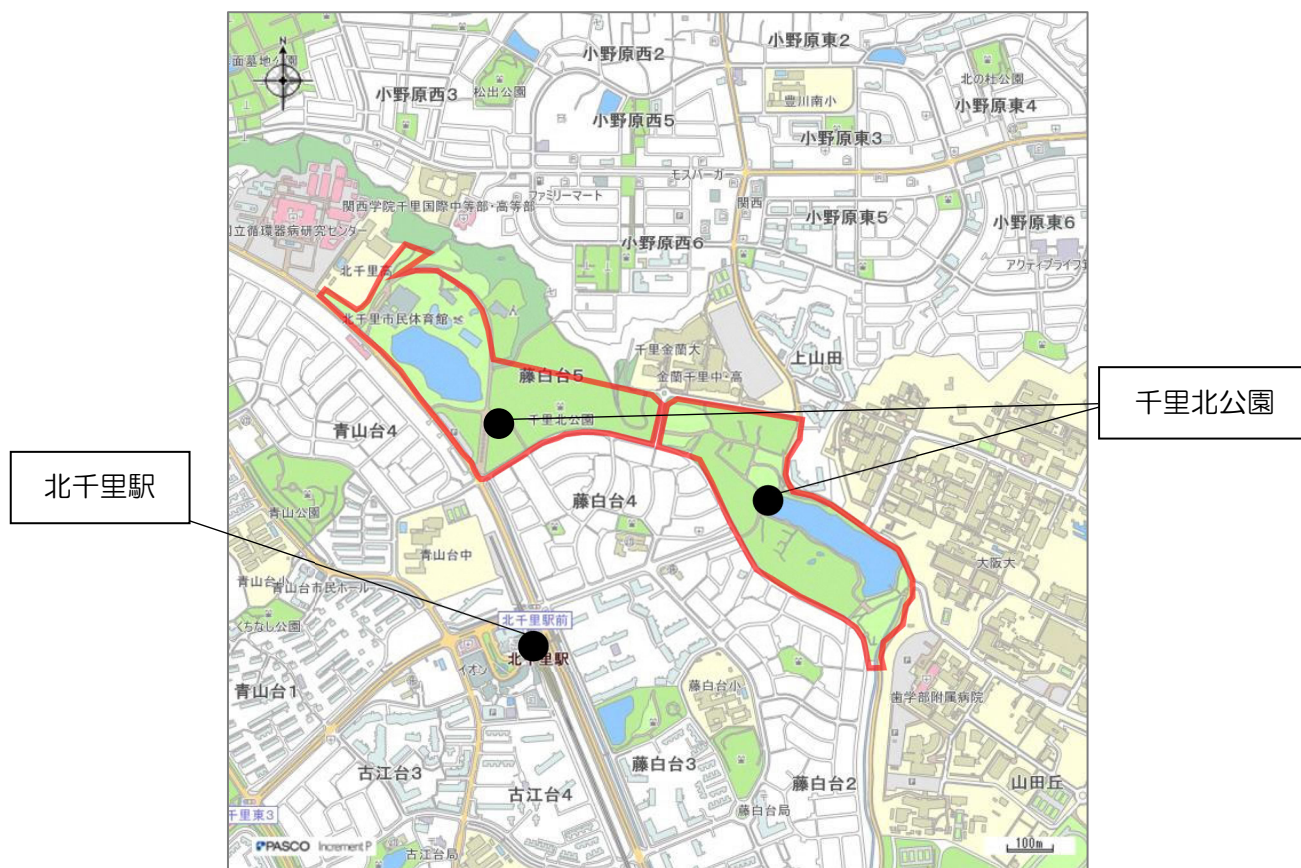 小野原西2
小野原東2
N
面墓地公園
松出公園
小野原西3
北の杜公園
豊川南小
小野原東4
小野原西5
小野原東3
モスバーガー
ファミリーマート
関西
関西学院千里国際中等部・高等部
小野原東5
小野原東6
国立循環器病研究センター
小野原西6
アクティブライフ
北千里高
北千里市民体育館
千里金蘭大
上山田
金蘭千里中・高
藤白台5
千里北公園
千里北公園
青山台4
北千里駅
藤白台4
青山公園
青山台中
大阪大
青山台小
青山台市民ホール
くちなし公園
北千里駅前
北千里駅
イオン
青山台1
藤白台小
歯学部附属病院
古江台3
藤白台3
藤白台2
山田丘
古江台4
千里東3
藤白台局
PASCO Increment P
古江台局
100m